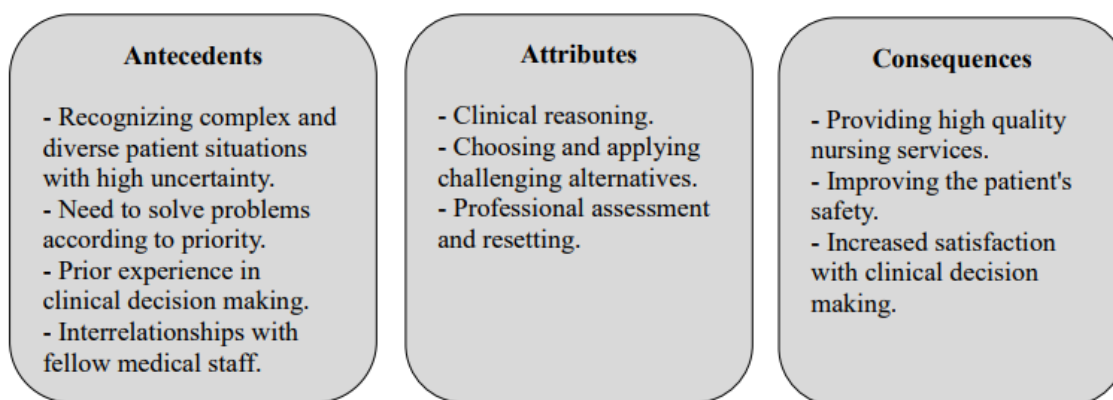 Antecedents
- Recognizing complex and
diverse patient situations
with high uncertainty.
- Need to solve problems
according to priority.
- Prior experience in
clinical decision making.
- Interrelationships with
fellow medical staff.
Attributes
- Clinical reasoning.
- Choosing and applying
challenging alternatives.
- Professional assessment
and resetting.
Consequences
- Providing high quality
nursing services.
- Improving the patient's
safety.
- Increased satisfaction
with clinical decision
making.